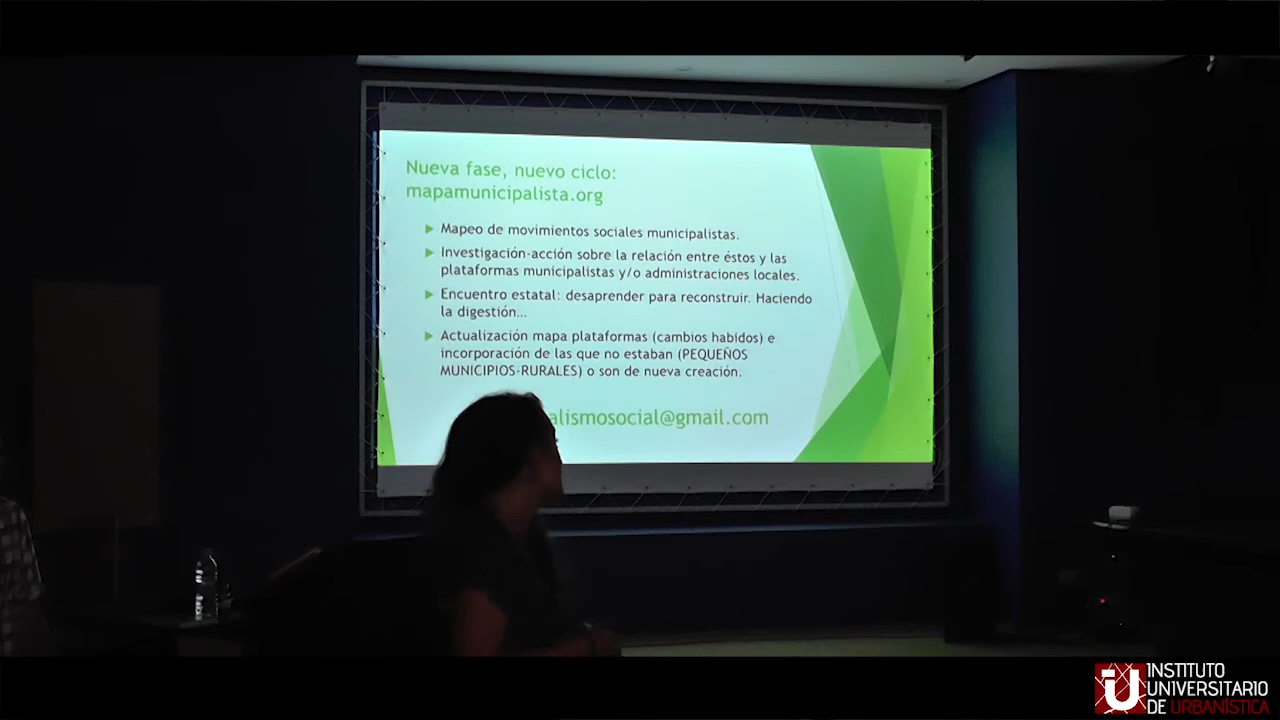 Nueva fase, nuevo ciclo:
mapamunicipalista.org
Mapeo de movimientos sociales municipalistas.
Investigación-acción sobre la relación entre éstos y las
plataformas municipalistas y/o administraciones locales.
Encuentro estatal: desaprender para reconstruir. Haciendo
la digestión...
Actualización mapa plataformas (cambios habidos) e
incorporación de las que no estaban (PEQUEÑOS
MUNICIPIOS-RURALES) o son de nueva creación.
alismosocial@gmail.com
INSTITUTO
UNIVERSITARIO
DE URBANÍSTICA